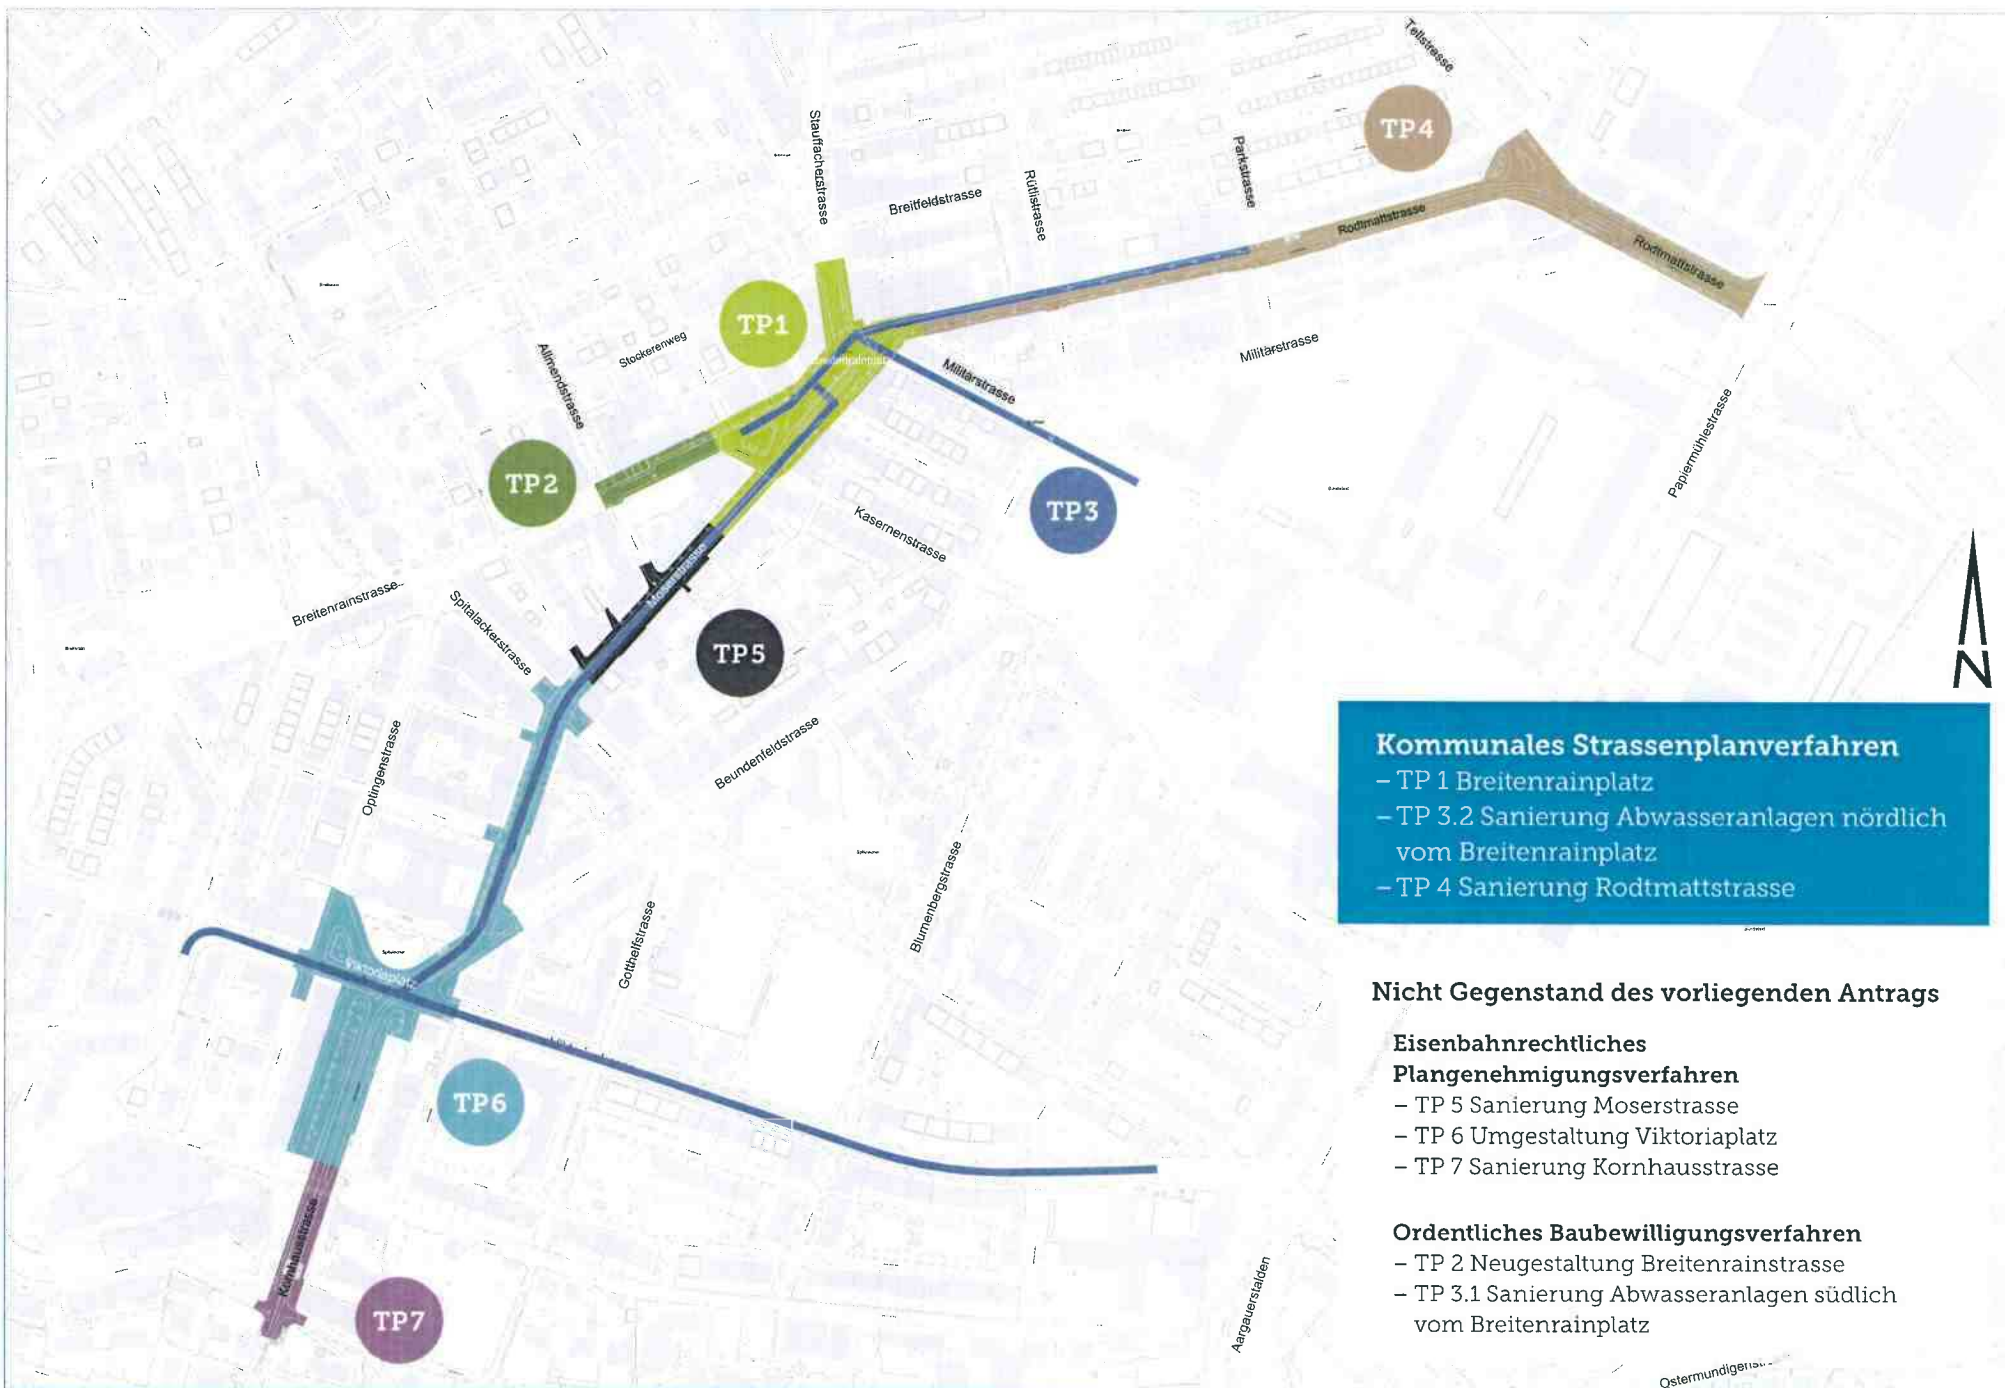 Tellstrasse
TP4
Stauffacherstrasse
Parkstrasse
Breitfeldstrasse
Rütlistrasse
Rodtmattstrasse
Rodtmattstrasse
TP1
Stockerenweg
Allmendstrasse
Militärstrasse
Militärstrasse
Papiermühlestrasse
TP2
TP3
Kasernenstrasse
Moserstrasse
Breitenrainstrasse
Spitalackerstrasse
TP5
N
Optingenstrasse
Beundenfeldstrasse
Blumenbergstrasse
Gotthelfstrasse
Viktoriaplatz
TP6
Kornhausstrasse
TP7
Aargauerstalden
Kommunales Strassenplanverfahren
– TP 1 Breitenrainplatz
– TP 3.2 Sanierung Abwasseranlagen nördlich
vom Breitenrainplatz
– TP 4 Sanierung Rodtmattstrasse
Nicht Gegenstand des vorliegenden Antrags
Eisenbahnrechtliches
Plangenehmigungsverfahren
– TP 5 Sanierung Moserstrasse
– TP 6 Umgestaltung Viktoriaplatz
– TP 7 Sanierung Kornhausstrasse
Ordentliches Baubewilligungsverfahren
– TP 2 Neugestaltung Breitenrainstrasse
– TP 3.1 Sanierung Abwasseranlagen südlich
vom Breitenrainplatz